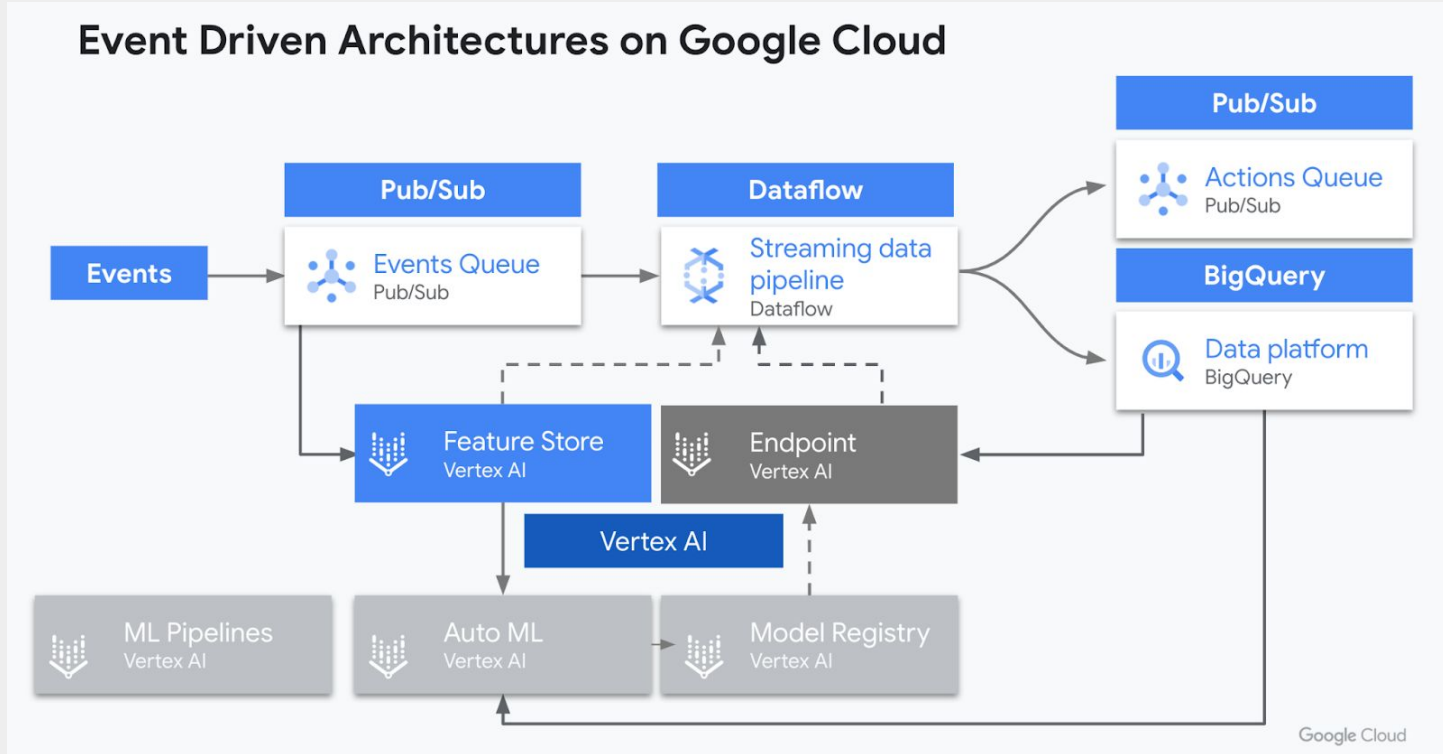 Event Driven Architectures on Google Cloud
Pub/Sub
Actions Queue
Pub/Sub
Pub/Sub
Dataflow
Events
Events Queue
Pub/Sub
Streaming data
pipeline
Dataflow
BigQuery
Data platform
BigQuery
Feature Store
Vertex AI
Endpoint
Vertex AI
Vertex AI
ML Pipelines
Vertex AI
Auto ML
Vertex AI
Model Registry
Vertex AI
Google Cloud